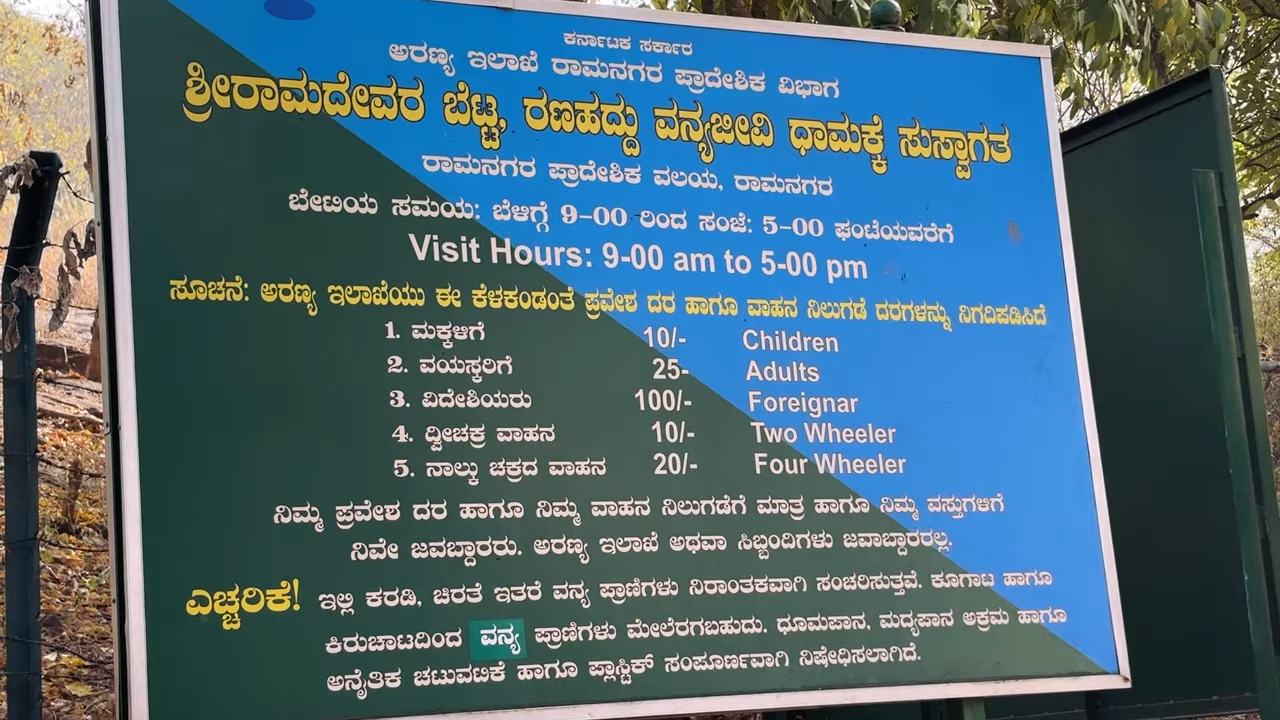 ಕರ್ನಾಟಕ ಸರ್ಕಾರ
ಅರಣ್ಯ ಇಲಾಖೆ ರಾಮನಗರ ಪ್ರಾದೇಶಿಕ ವಿಭಾಗ
ಶ್ರೀರಾಮದೇವರ ಬೆಟ್ಟ, ರಣಹದ್ದು ವನ್ಯಜೀವಿ ಧಾಮಕ್ಕೆ ಸುಸ್ವಾಗತ
ರಾಮನಗರ ಪ್ರಾದೇಶಿಕ ವಲಯ, ರಾಮನಗರ
ಬೇಟಿಯ ಸಮಯ: ಬೆಳಿಗ್ಗೆ 9-00 ರಿಂದ ಸಂಜೆ: 5-00 ಘಂಟೆಯವರೆಗೆ
Visit Hours: 9-00 am to 5-00 pm
ಸೂಚನೆ: ಅರಣ್ಯ ಇಲಾಖೆಯು ಈ ಕೆಳಕಂಡಂತೆ ಪ್ರವೇಶ ದರ ಹಾಗೂ ವಾಹನ ನಿಲುಗಡೆ ದರಗಳನ್ನು ನಿಗದಿಪಡಿಸಿದೆ
1. ಮಕ್ಕಳಿಗೆ 10/- Children
2. ವಯಸ್ಕರಿಗೆ 25- Adults
3. ವಿದೇಶಿಯರು 100/- Foreignar
4. ದ್ವೀಚಕ್ರ ವಾಹನ 10/- Two Wheeler
5. ನಾಲ್ಕು ಚಕ್ರದ ವಾಹನ 20/- Four Wheeler
ನಿಮ್ಮ ಪ್ರವೇಶ ದರ ಹಾಗೂ ನಿಮ್ಮ ವಾಹನ ನಿಲುಗಡೆಗೆ ಮಾತ್ರ ಹಾಗೂ ನಿಮ್ಮ ವಸ್ತುಗಳಿಗೆ
ನಿವೇ ಜವಬ್ದಾರರು. ಅರಣ್ಯ ಇಲಾಖೆ ಅಥವಾ ಸಿಬ್ಬಂದಿಗಳು ಜವಾಬ್ದಾರರಲ್ಲ.
ಎಚ್ಚರಿಕೆ! ಇಲ್ಲಿ ಕರಡಿ, ಚಿರತೆ ಇತರೆ ವನ್ಯ ಪ್ರಾಣಿಗಳು ನಿರಾಂತಕವಾಗಿ ಸಂಚರಿಸುತ್ತವೆ. ಕೂಗಾಟ ಹಾಗೂ
ಕಿರುಚಾಟದಿಂದ ವನ್ಯ ಪ್ರಾಣಿಗಳು ಮೇಲೆರಗಬಹುದು. ಧೂಮಪಾನ, ಮದ್ಯಪಾನ ಅಕ್ರಮ ಹಾಗೂ
ಅನೈತಿಕ ಚಟುವಟಿಕೆ ಹಾಗೂ ಪ್ಲಾಸ್ಟಿಕ್ ಸಂಪೂರ್ಣವಾಗಿ ನಿಷೇಧಿಸಲಾಗಿದೆ.